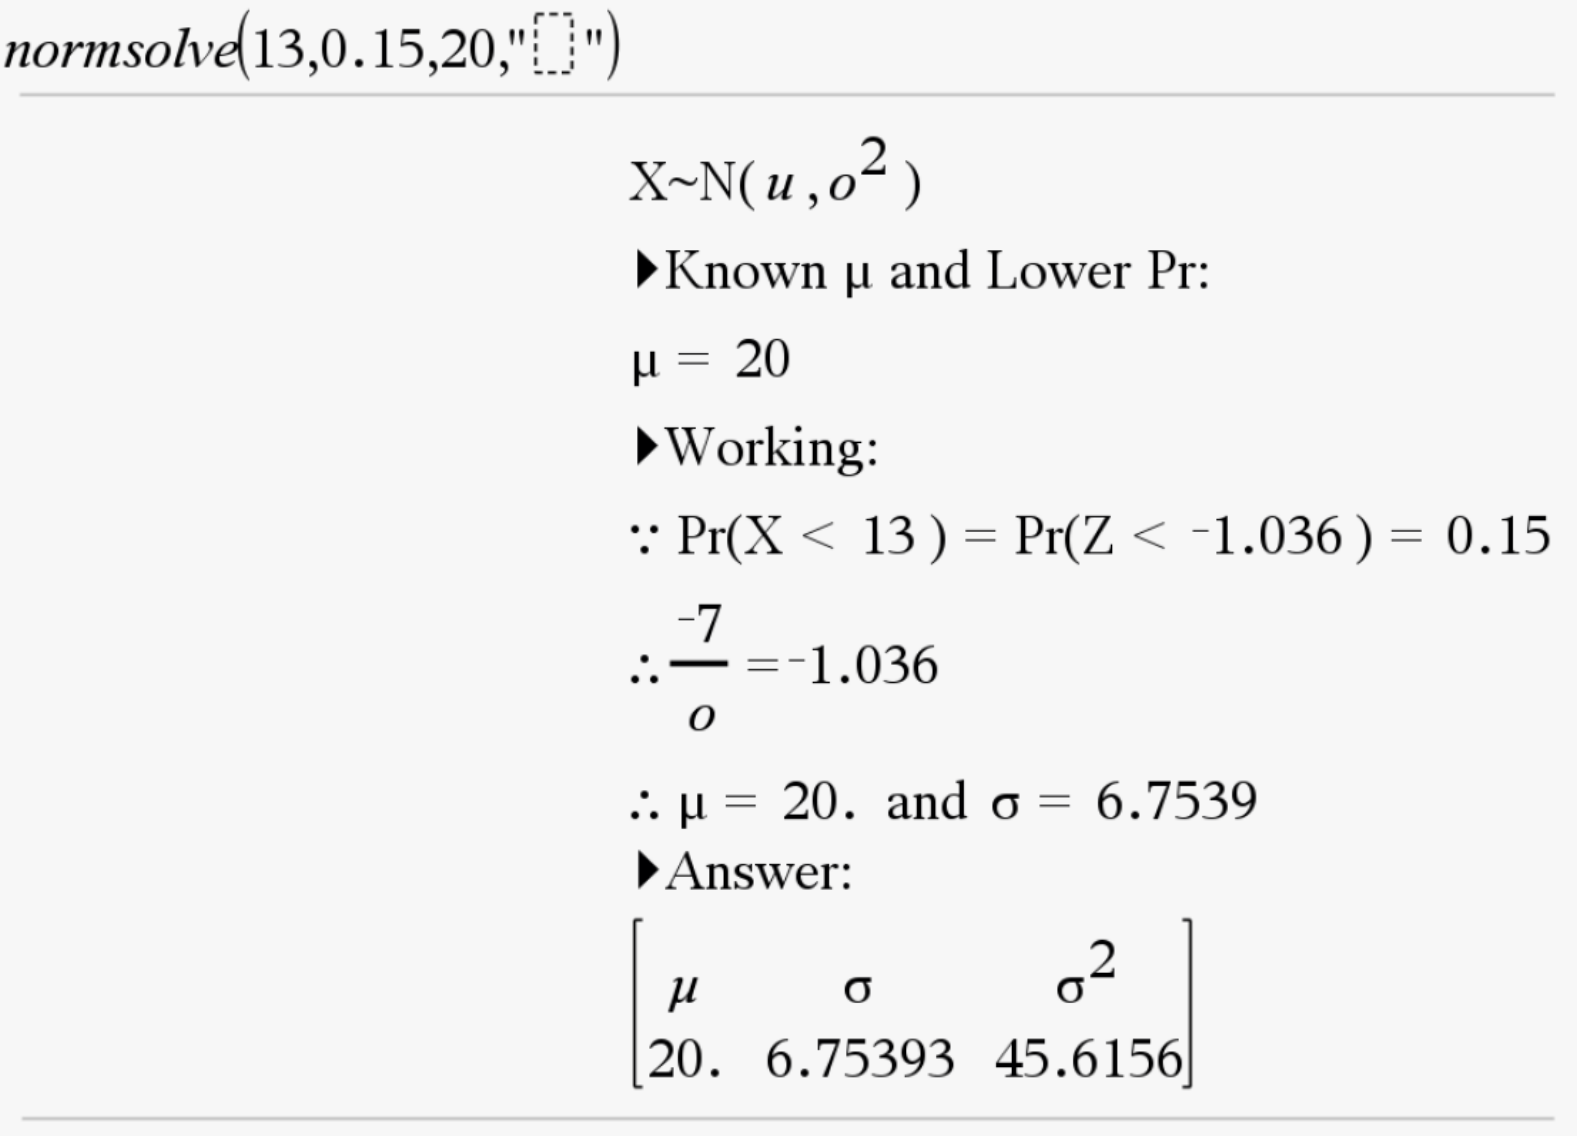 normsolve(13,0.15,20,"⬚")
X~N( u ,o² )
▶Known μ and Lower Pr:
μ = 20
▶Working:
∵ Pr(X < 13 ) = Pr(Z < ⁻1.036 ) = 0.15
∴ ⁻7/o =⁻1.036
∴ μ = 20. and σ = 6.7539
▶Answer:
μ σ σ²
20. 6.75393 45.6156